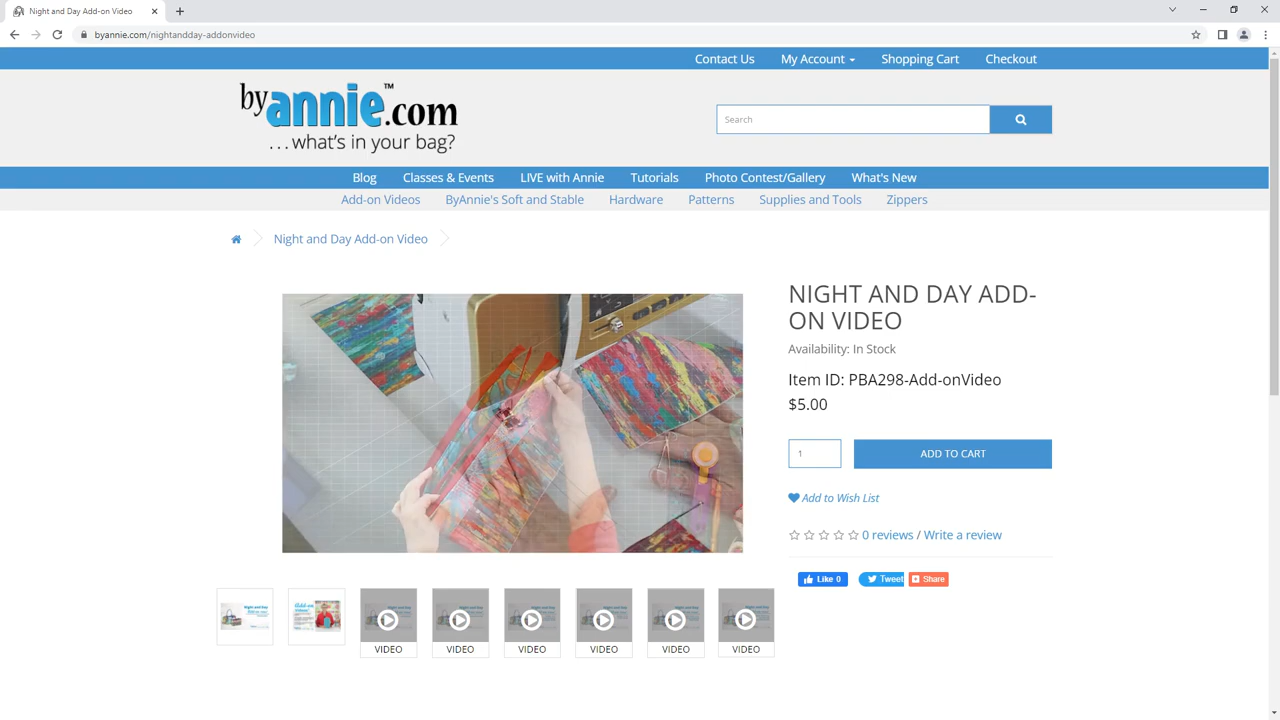 Night and Day Add-on Video
byannie.com/nightandday-addonvideo
Contact Us My Account Shopping Cart Checkout
byannie.com™
...what's in your bag?
Search
Blog Classes & Events LIVE with Annie Tutorials Photo Contest/Gallery What's New
Add-on Videos ByAnnie's Soft and Stable Hardware Patterns Supplies and Tools Zippers
Night and Day Add-on Video
NIGHT AND DAY ADD-
ON VIDEO
Availability: In Stock
Item ID: PBA298-Add-onVideo
$5.00
1 ADD TO CART
Add to Wish List
0 reviews / Write a review
Like 0 Tweet Share
VIDEO VIDEO VIDEO VIDEO VIDEO VIDEO